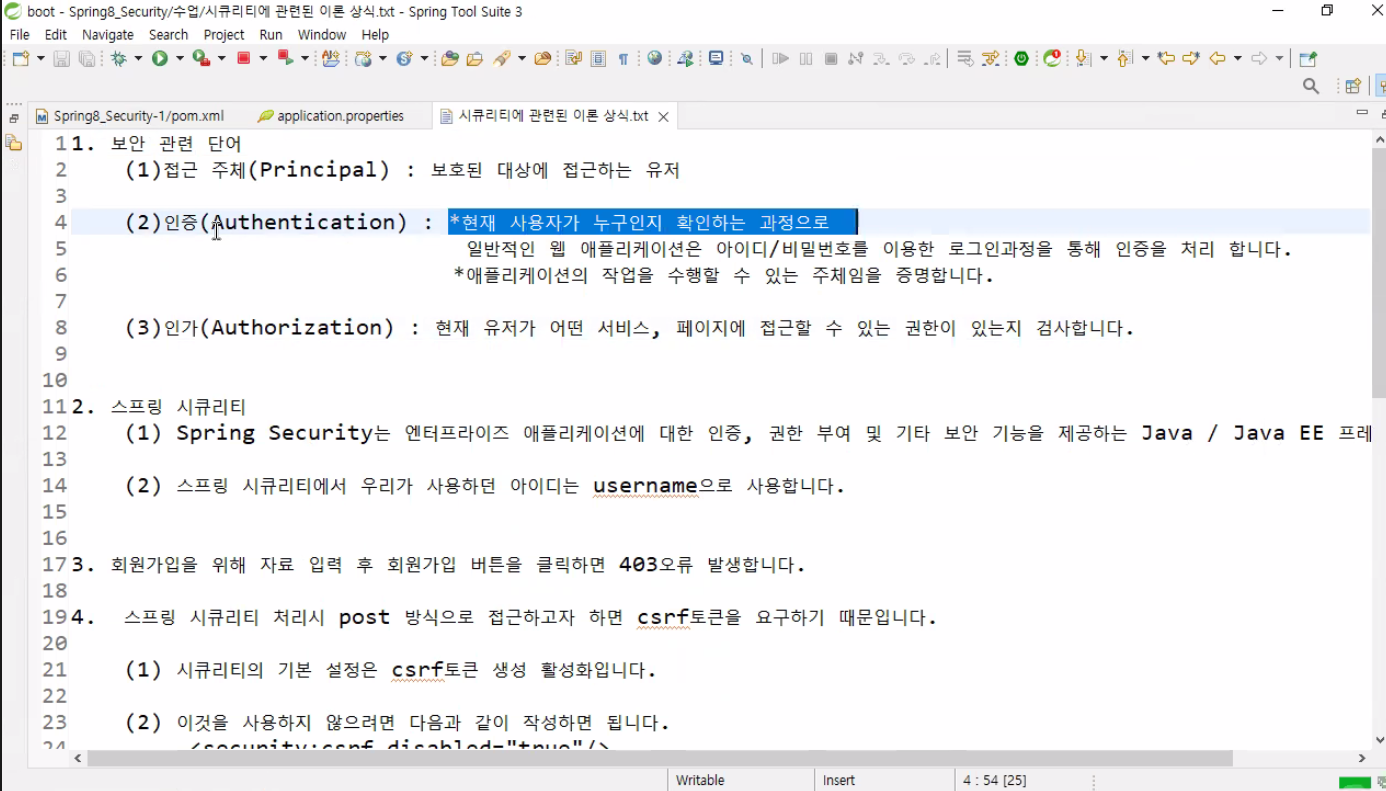 boot - Spring8_Security/수업/시큐리티에 관련된 이론 상식.txt - Spring Tool Suite 3
File Edit Navigate Search Project Run Window Help
Spring8_Security-1/pom.xml application.properties 시큐리티에 관련된 이론 상식.txt
1 1. 보안 관련 단어
2 (1)접근 주체(Principal) : 보호된 대상에 접근하는 유저
3
4 (2)인증(Authentication) : *현재 사용자가 누구인지 확인하는 과정으로
5 일반적인 웹 애플리케이션은 아이디/비밀번호를 이용한 로그인과정을 통해 인증을 처리 합니다.
6 *애플리케이션의 작업을 수행할 수 있는 주체임을 증명합니다.
7
8 (3)인가(Authorization) : 현재 유저가 어떤 서비스, 페이지에 접근할 수 있는 권한이 있는지 검사합니다.
9
10
11 2. 스프링 시큐리티
12 (1) Spring Security는 엔터프라이즈 애플리케이션에 대한 인증, 권한 부여 및 기타 보안 기능을 제공하는 Java / Java EE 프레
13
14 (2) 스프링 시큐리티에서 우리가 사용하던 아이디는 username으로 사용합니다.
15
16
17 3. 회원가입을 위해 자료 입력 후 회원가입 버튼을 클릭하면 403오류 발생합니다.
18
19 4. 스프링 시큐리티 처리시 post 방식으로 접근하고자 하면 csrf토큰을 요구하기 때문입니다.
20
21 (1) 시큐리티의 기본 설정은 csrf토큰 생성 활성화입니다.
22
23 (2) 이것을 사용하지 않으려면 다음과 같이 작성하면 됩니다.
24 <security:csrf disabled="true"/>
Writable Insert 4 : 54 [25]